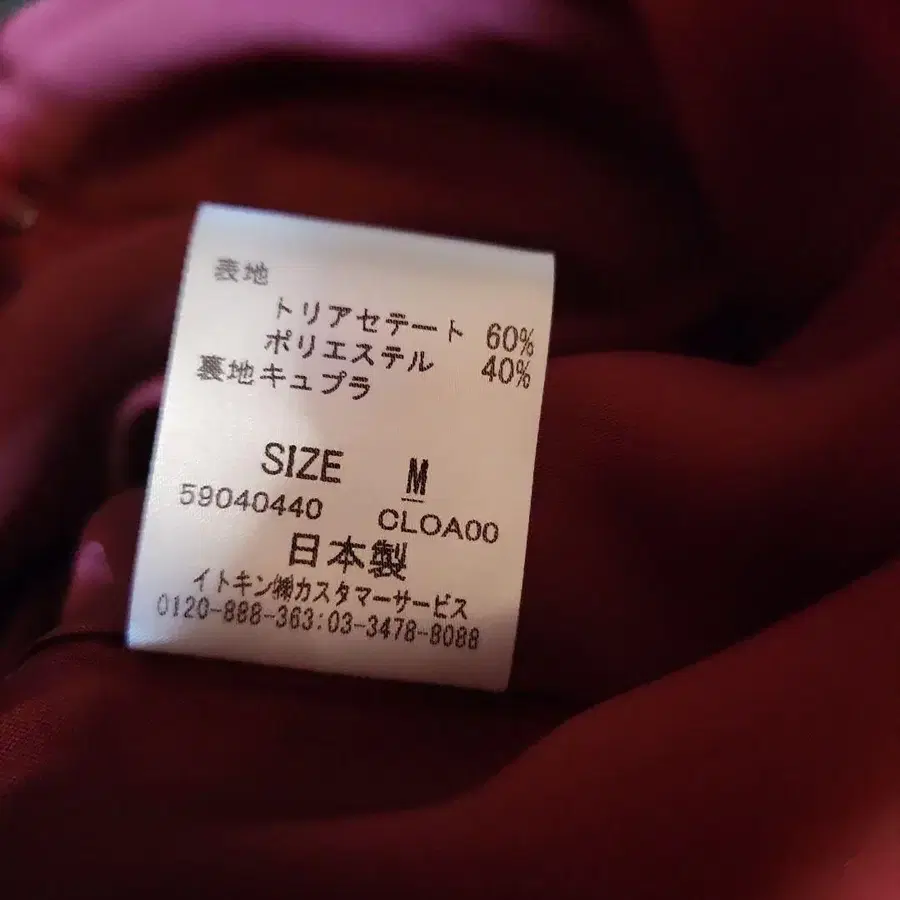 表地
トリアセテート 60%
ポリエステル 40%
裏地キュプラ
SIZE M
59040440 CLOA00
日本製
イトキン㈱カスタマーサービス
0120-888-363:03-3478-8088